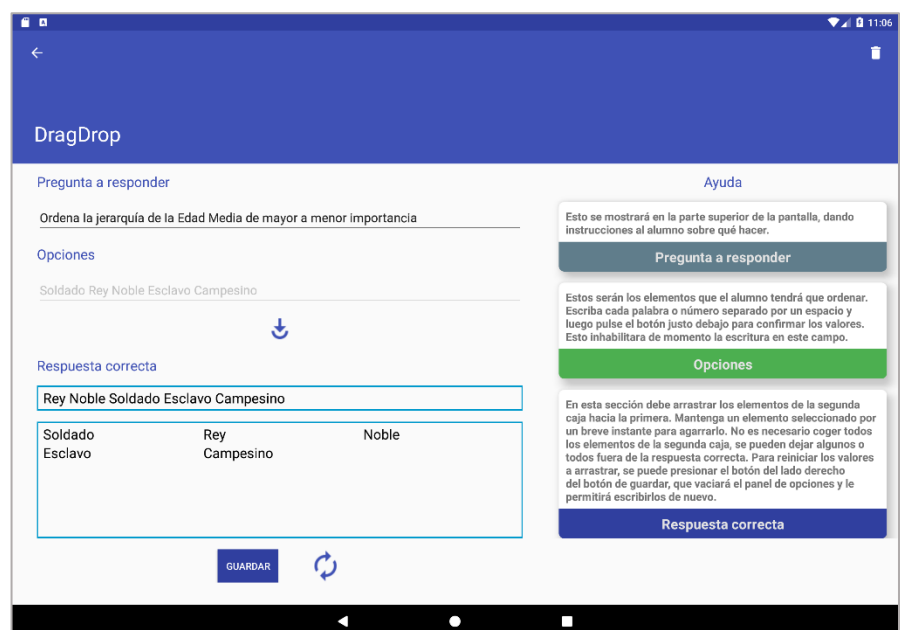 11:06
DragDrop
Pregunta a responder
Ordena la jerarquía de la Edad Media de mayor a menor importancia
Opciones
Soldado Rey Noble Esclavo Campesino
Respuesta correcta
Rey Noble Soldado Esclavo Campesino
Soldado Rey Noble
Esclavo Campesino
GUARDAR
Ayuda
Esto se mostrará en la parte superior de la pantalla, dando
instrucciones al alumno sobre qué hacer.
Pregunta a responder
Estos serán los elementos que el alumno tendrá que ordenar.
Escriba cada palabra o número separado por un espacio y
luego pulse el botón justo debajo para confirmar los valores.
Esto inhabilitara de momento la escritura en este campo.
Opciones
En esta sección debe arrastrar los elementos de la segunda
caja hacia la primera. Mantenga un elemento seleccionado por
un breve instante para agarrarlo. No es necesario coger todos
los elementos de la segunda caja, se pueden dejar algunos o
todos fuera de la respuesta correcta. Para reiniciar los valores
a arrastrar, se puede presionar el botón del lado derecho
del botón de guardar, que vaciará el panel de opciones y le
permitirá escribirlos de nuevo.
Respuesta correcta